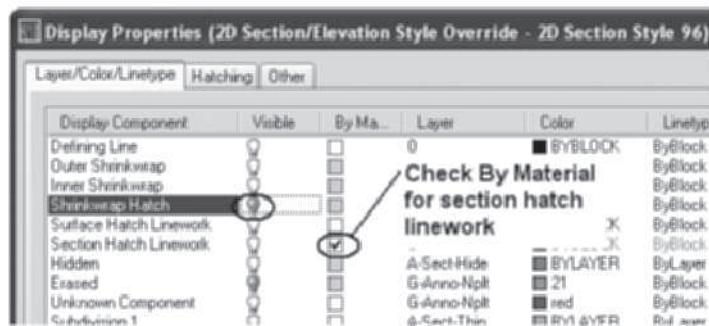 Display Properties (2D Section/Elevation Style Override - 2D Section Style 96)
Layer/Color/Linetype Hatching Other
Display Component Visible By Ma... Layer Color Linetyp
Defining Line 0 BYBLOCK ByBlock
Outer Shrinkwrap ByBlock
Inner Shrinkwrap ByBlock
Shrinkwrap Hatch ByBlock
Surface Hatch Linework ByBlock
Section Hatch Linework ByBlock
Check By Material
for section hatch
linework
Hidden A-Sect-Hide BYLAYER ByLayer
Erased G-Anno-Nplt 21 ByBlock
Unknown Component G-Anno-Nplt red ByBlock
Subdivision 1 A-Sect-Thin BYLAYER ByLayer